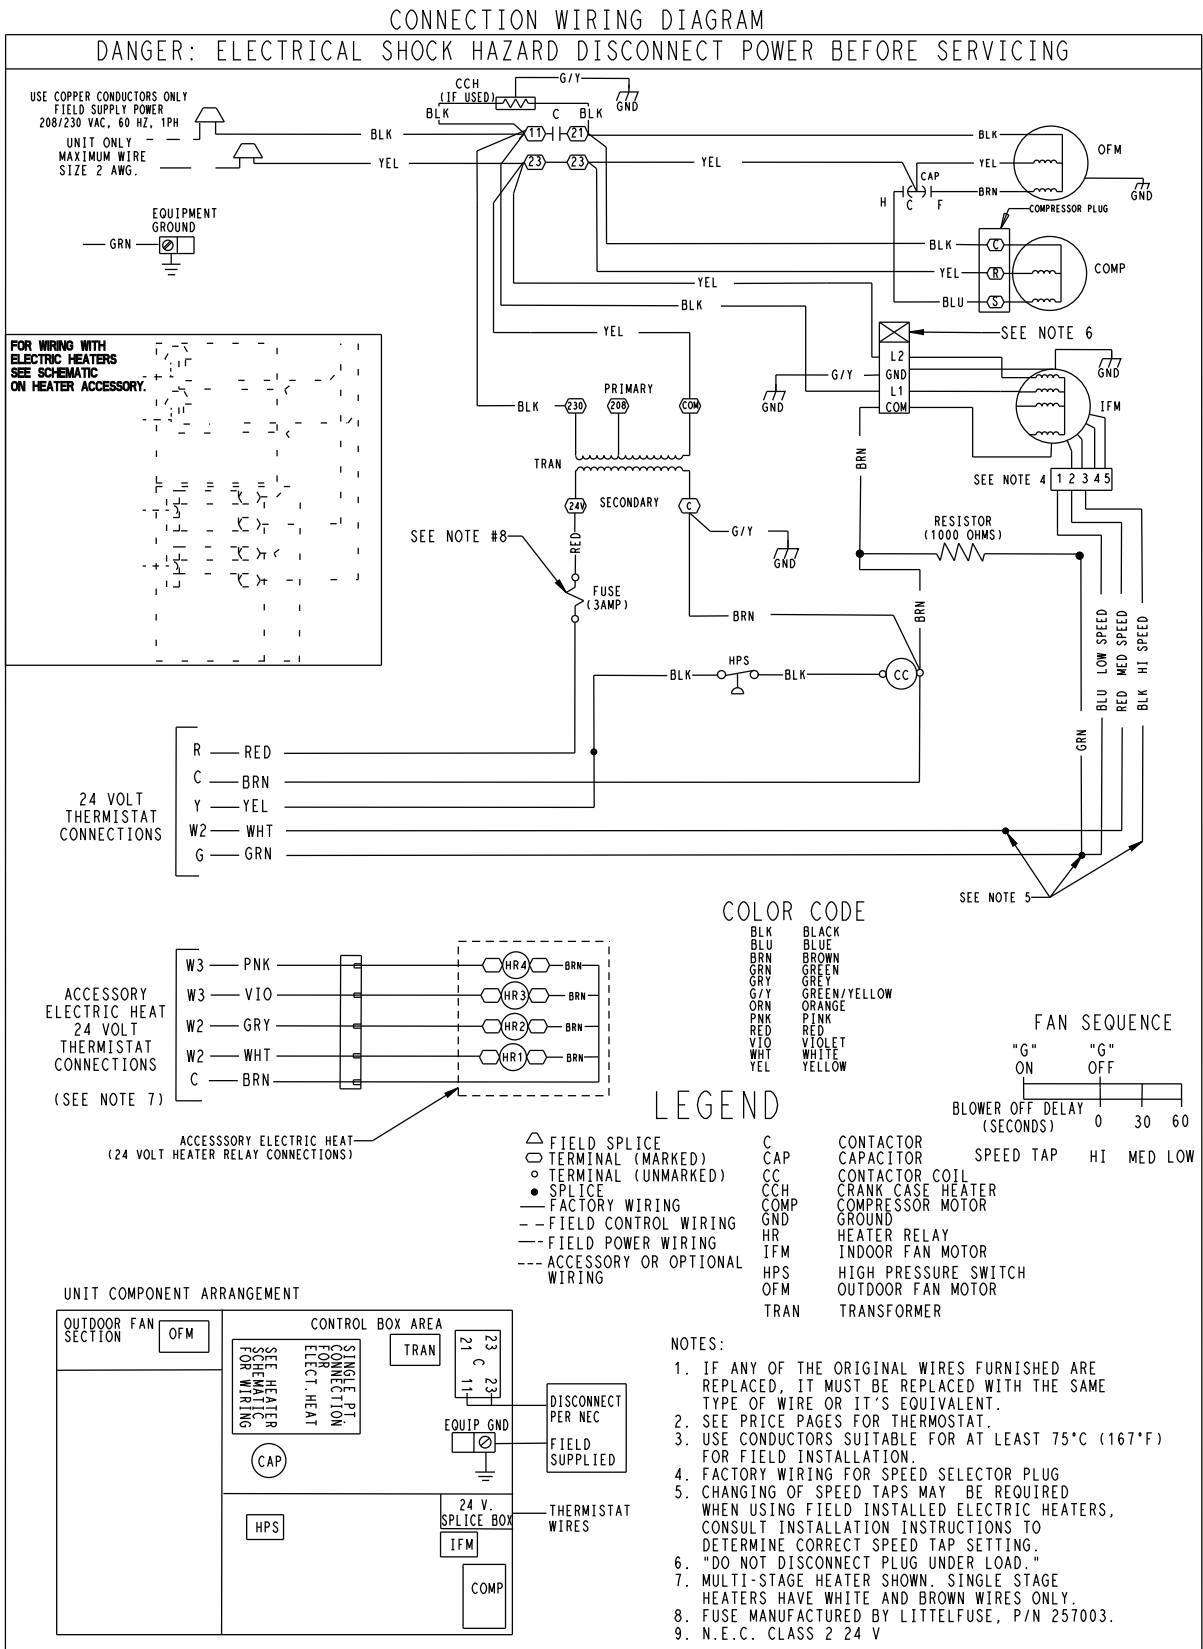 CONNECTION WIRING DIAGRAM
DANGER: ELECTRICAL SHOCK HAZARD DISCONNECT POWER BEFORE SERVICING
USE COPPER CONDUCTORS ONLY
FIELD SUPPLY POWER
208/230 VAC, 60 HZ, 1PH
UNIT ONLY
MAXIMUM WIRE
SIZE 2 AWG.
BLK
YEL
CCH
(IF USED)
G/Y
GND
BLK
C
BLK
11
21
23
23
YEL
BLK
YEL
BRN
OFM
GND
CAP
H
C
F
COMPRESSOR PLUG
BLK
C
YEL
R
BLU
S
COMP
EQUIPMENT
GROUND
GRN
YEL
BLK
YEL
SEE NOTE 6
L2
GND
L1
COM
G/Y
GND
GND
IFM
FOR WIRING WITH
ELECTRIC HEATERS
SEE SCHEMATIC
ON HEATER ACCESSORY.
PRIMARY
BLK
230
208
COM
TRAN
SECONDARY
24V
C
BRN
SEE NOTE 4
1 2 3 4 5
SEE NOTE #8
RED
G/Y
GND
RESISTOR
(1000 OHMS)
FUSE
(3AMP)
BRN
BRN
BLU LOW SPEED
RED MED SPEED
BLK HI SPEED
HPS
BLK
BLK
CC
GRN
24 VOLT
THERMISTAT
CONNECTIONS
R RED
C BRN
Y YEL
W2 WHT
G GRN
SEE NOTE 5
COLOR CODE
BLK BLACK
BLU BLUE
BRN BROWN
GRN GREEN
GRY GREY
G/Y GREEN/YELLOW
ORN ORANGE
PNK PINK
RED RED
VIO VIOLET
WHT WHITE
YEL YELLOW
ACCESSORY
ELECTRIC HEAT
24 VOLT
THERMISTAT
CONNECTIONS
(SEE NOTE 7)
W3 PNK HR4 BRN
W3 VIO HR3 BRN
W2 GRY HR2 BRN
W2 WHT HR1 BRN
C BRN
ACCESSSORY ELECTRIC HEAT
(24 VOLT HEATER RELAY CONNECTIONS)
FAN SEQUENCE
"G" "G"
ON OFF
BLOWER OFF DELAY
(SECONDS) 0 30 60
SPEED TAP HI MED LOW
LEGEND
FIELD SPLICE
TERMINAL (MARKED)
TERMINAL (UNMARKED)
SPLICE
FACTORY WIRING
FIELD CONTROL WIRING
FIELD POWER WIRING
ACCESSORY OR OPTIONAL
WIRING
C CONTACTOR
CAP CAPACITOR
CC CONTACTOR COIL
CCH CRANK CASE HEATER
COMP COMPRESSOR MOTOR
GND GROUND
HR HEATER RELAY
IFM INDOOR FAN MOTOR
HPS HIGH PRESSURE SWITCH
OFM OUTDOOR FAN MOTOR
TRAN TRANSFORMER
UNIT COMPONENT ARRANGEMENT
OUTDOOR FAN
SECTION
OFM
CONTROL BOX AREA
SINGLE PT.
CONNECTION
FOR
ELECT.HEAT
SEE HEATER
SCHEMATIC
FOR WIRING
TRAN
23 23
C
21 11
CAP
EQUIP GND
DISCONNECT
PER NEC
FIELD
SUPPLIED
HPS
24 V.
SPLICE BOX
THERMISTAT
WIRES
IFM
COMP
NOTES:
1. IF ANY OF THE ORIGINAL WIRES FURNISHED ARE
REPLACED, IT MUST BE REPLACED WITH THE SAME
TYPE OF WIRE OR IT'S EQUIVALENT.
2. SEE PRICE PAGES FOR THERMOSTAT.
3. USE CONDUCTORS SUITABLE FOR AT LEAST 75°C (167°F)
FOR FIELD INSTALLATION.
4. FACTORY WIRING FOR SPEED SELECTOR PLUG
5. CHANGING OF SPEED TAPS MAY BE REQUIRED
WHEN USING FIELD INSTALLED ELECTRIC HEATERS,
CONSULT INSTALLATION INSTRUCTIONS TO
DETERMINE CORRECT SPEED TAP SETTING.
6. "DO NOT DISCONNECT PLUG UNDER LOAD."
7. MULTI-STAGE HEATER SHOWN. SINGLE STAGE
HEATERS HAVE WHITE AND BROWN WIRES ONLY.
8. FUSE MANUFACTURED BY LITTELFUSE, P/N 257003.
9. N.E.C. CLASS 2 24 V